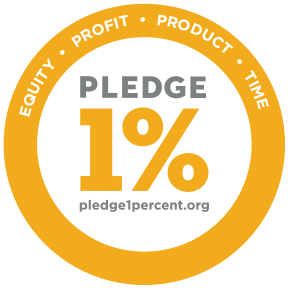 EQUITY • PROFIT • PRODUCT • TIME
PLEDGE
1%
pledge1percent.org